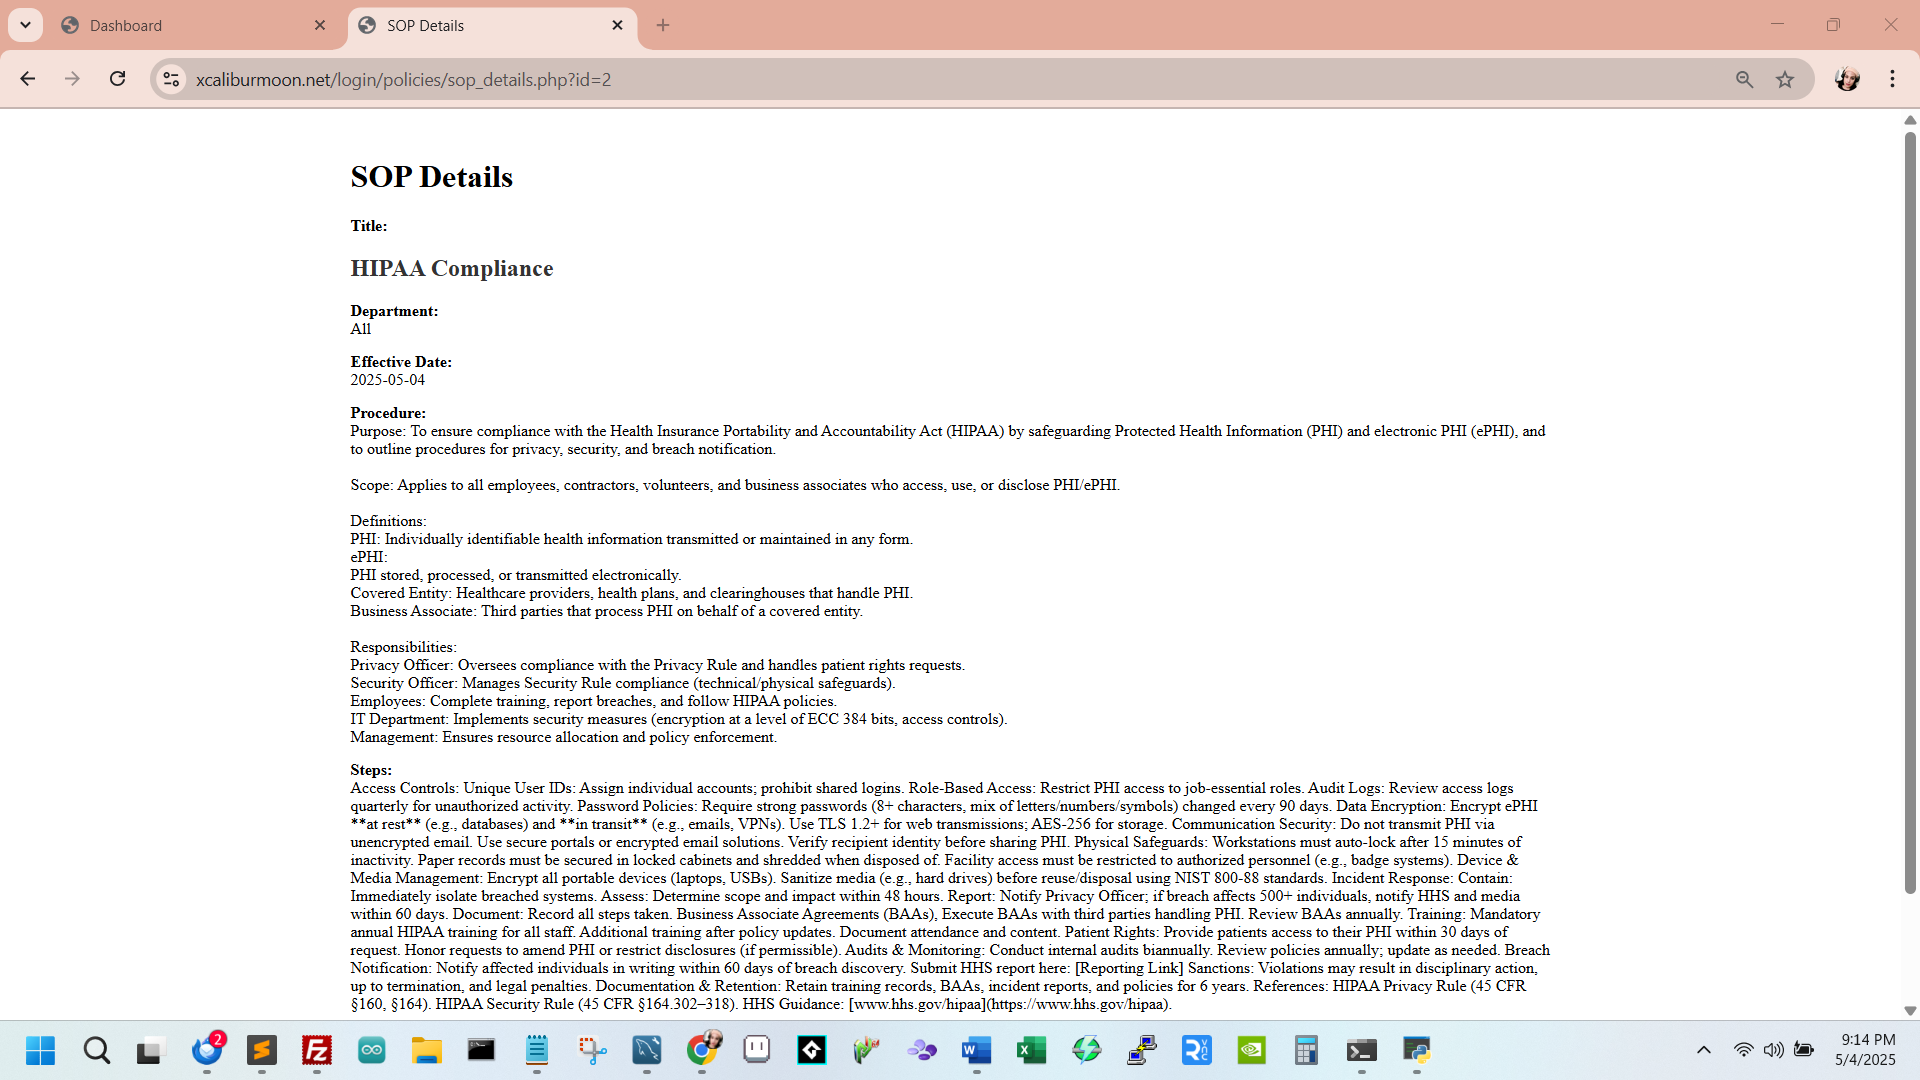 Dashboard
SOP Details
xcaliburmoon.net/login/policies/sop_details.php?id=2
SOP Details
Title:
HIPAA Compliance
Department:
All
Effective Date:
2025-05-04
Procedure:
Purpose: To ensure compliance with the Health Insurance Portability and Accountability Act (HIPAA) by safeguarding Protected Health Information (PHI) and electronic PHI (ePHI), and
to outline procedures for privacy, security, and breach notification.
Scope: Applies to all employees, contractors, volunteers, and business associates who access, use, or disclose PHI/ePHI.
Definitions:
PHI: Individually identifiable health information transmitted or maintained in any form.
ePHI:
PHI stored, processed, or transmitted electronically.
Covered Entity: Healthcare providers, health plans, and clearinghouses that handle PHI.
Business Associate: Third parties that process PHI on behalf of a covered entity.
Responsibilities:
Privacy Officer: Oversees compliance with the Privacy Rule and handles patient rights requests.
Security Officer: Manages Security Rule compliance (technical/physical safeguards).
Employees: Complete training, report breaches, and follow HIPAA policies.
IT Department: Implements security measures (encryption at a level of ECC 384 bits, access controls).
Management: Ensures resource allocation and policy enforcement.
Steps:
Access Controls: Unique User IDs: Assign individual accounts; prohibit shared logins. Role-Based Access: Restrict PHI access to job-essential roles. Audit Logs: Review access logs
quarterly for unauthorized activity. Password Policies: Require strong passwords (8+ characters, mix of letters/numbers/symbols) changed every 90 days. Data Encryption: Encrypt ePHI
**at rest** (e.g., databases) and **in transit** (e.g., emails, VPNs). Use TLS 1.2+ for web transmissions; AES-256 for storage. Communication Security: Do not transmit PHI via
unencrypted email. Use secure portals or encrypted email solutions. Verify recipient identity before sharing PHI. Physical Safeguards: Workstations must auto-lock after 15 minutes of
inactivity. Paper records must be secured in locked cabinets and shredded when disposed of. Facility access must be restricted to authorized personnel (e.g., badge systems). Device &
Media Management: Encrypt all portable devices (laptops, USBs). Sanitize media (e.g., hard drives) before reuse/disposal using NIST 800-88 standards. Incident Response: Contain:
Immediately isolate breached systems. Assess: Determine scope and impact within 48 hours. Report: Notify Privacy Officer; if breach affects 500+ individuals, notify HHS and media
within 60 days. Document: Record all steps taken. Business Associate Agreements (BAAs), Execute BAAs with third parties handling PHI. Review BAAs annually. Training: Mandatory
annual HIPAA training for all staff. Additional training after policy updates. Document attendance and content. Patient Rights: Provide patients access to their PHI within 30 days of
request. Honor requests to amend PHI or restrict disclosures (if permissible). Audits & Monitoring: Conduct internal audits biannually. Review policies annually; update as needed. Breach
Notification: Notify affected individuals in writing within 60 days of breach discovery. Submit HHS report here: [Reporting Link] Sanctions: Violations may result in disciplinary action,
up to termination, and legal penalties. Documentation & Retention: Retain training records, BAAs, incident reports, and policies for 6 years. References: HIPAA Privacy Rule (45 CFR
§160, §164). HIPAA Security Rule (45 CFR §164.302–318). HHS Guidance: [www.hhs.gov/hipaa](https://www.hhs.gov/hipaa).
2
9:14 PM
5/4/2025